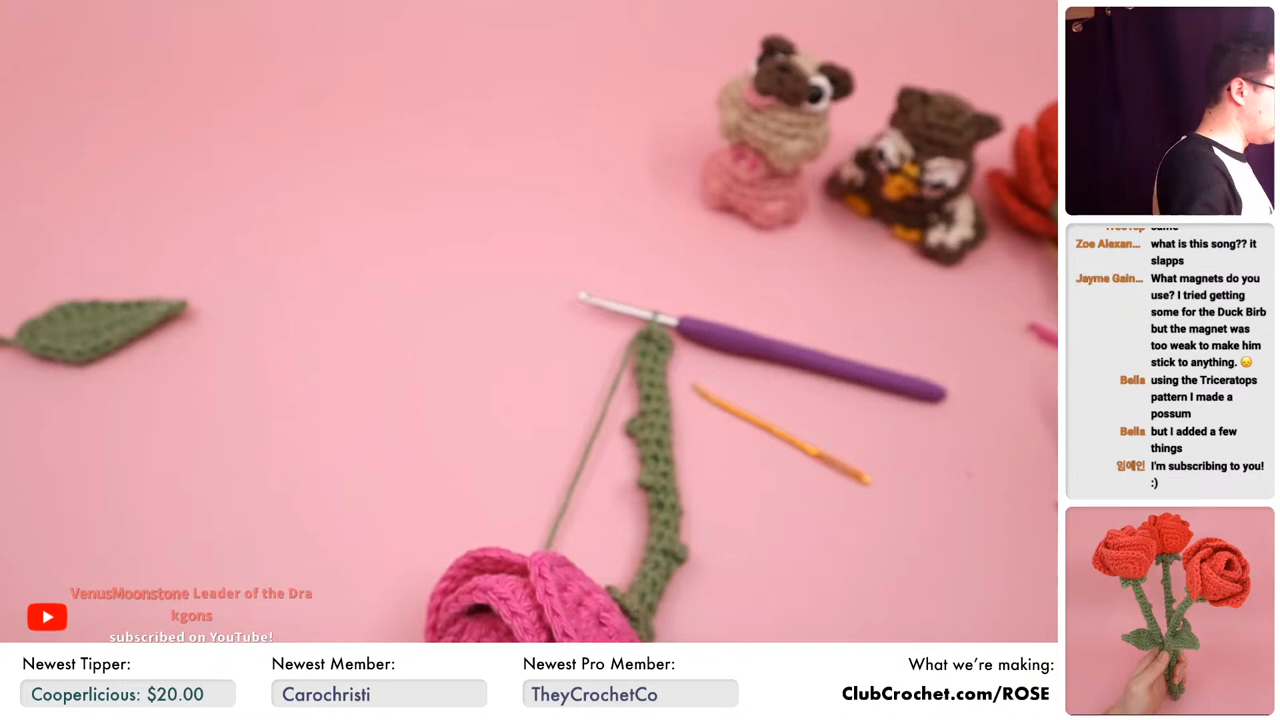 Zoe Alexan... what is this song?? it
slapps
Jayme Gain... What magnets do you
use? I tried getting
some for the Duck Birb
but the magnet was
too weak to make him
stick to anything. 😞
Bella using the Triceratops
pattern I made a
possum
Bella but I added a few
things
임예인 I'm subscribing to you!
:)
VenusMoonstone Leader of the Dra
kgons
subscribed on YouTube!
Newest Tipper:
Cooperlicious: $20.00
Newest Member:
Carochristi
Newest Pro Member:
TheyCrochetCo
What we're making:
ClubCrochet.com/ROSE